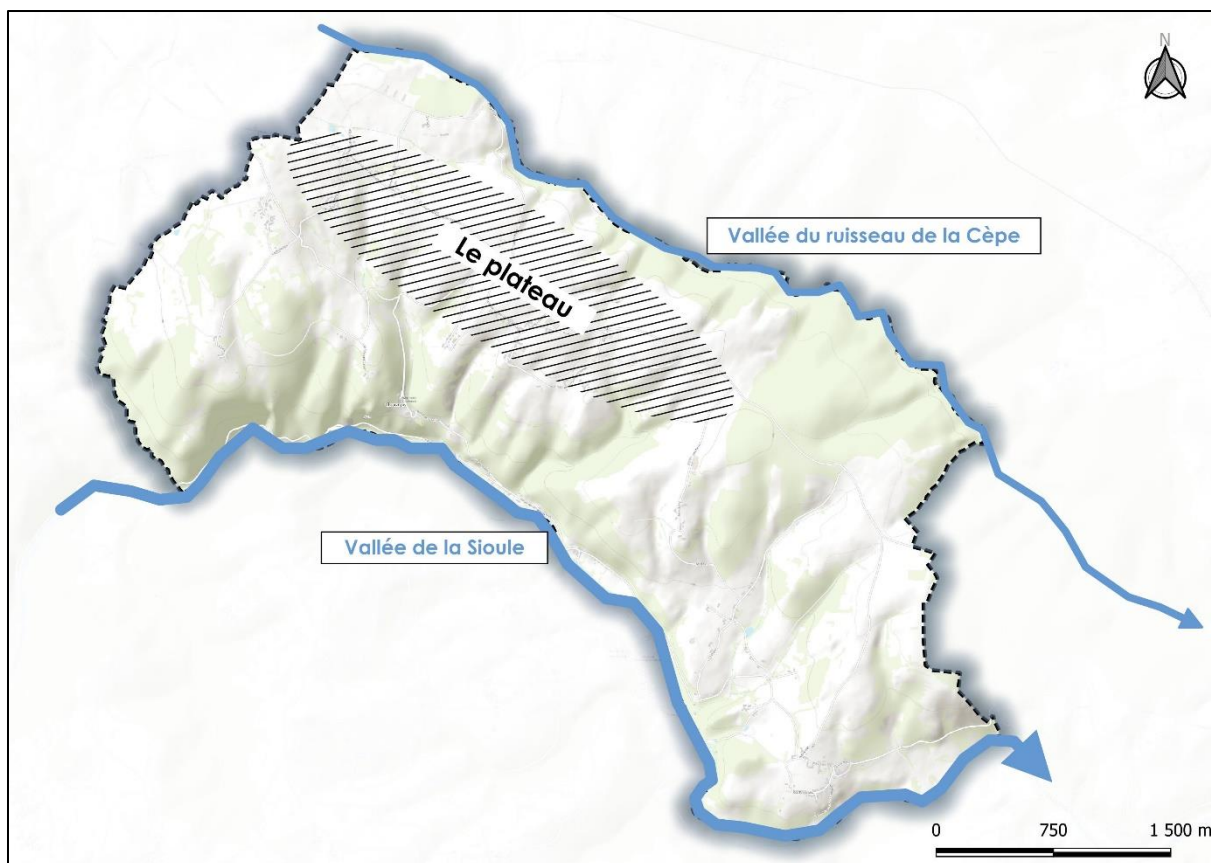 N
Vallée du ruisseau de la Cèpe
Le plateau
Vallée de la Sioule
0 750 1 500 m